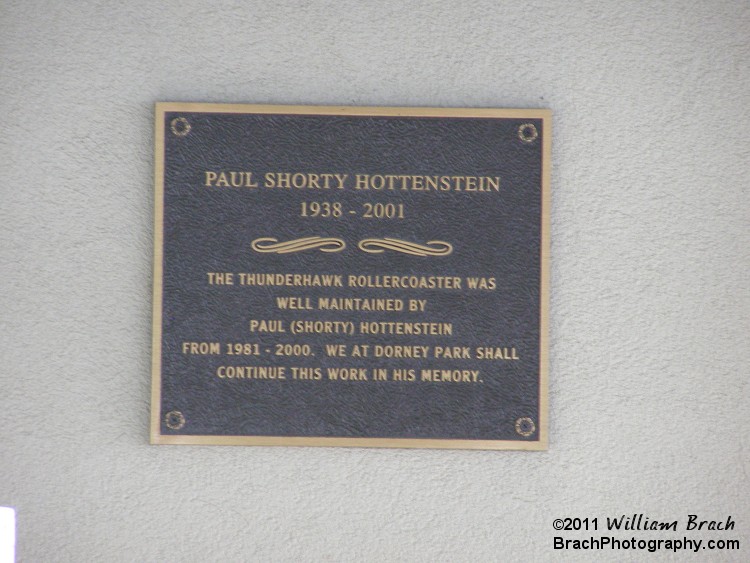 PAUL SHORTY HOTTENSTEIN
1938 - 2001
THE THUNDERHAWK ROLLERCOASTER WAS
WELL MAINTAINED BY
PAUL (SHORTY) HOTTENSTEIN
FROM 1981 - 2000. WE AT DORNEY PARK SHALL
CONTINUE THIS WORK IN HIS MEMORY.
©2011 William Brach
BrachPhotography.com